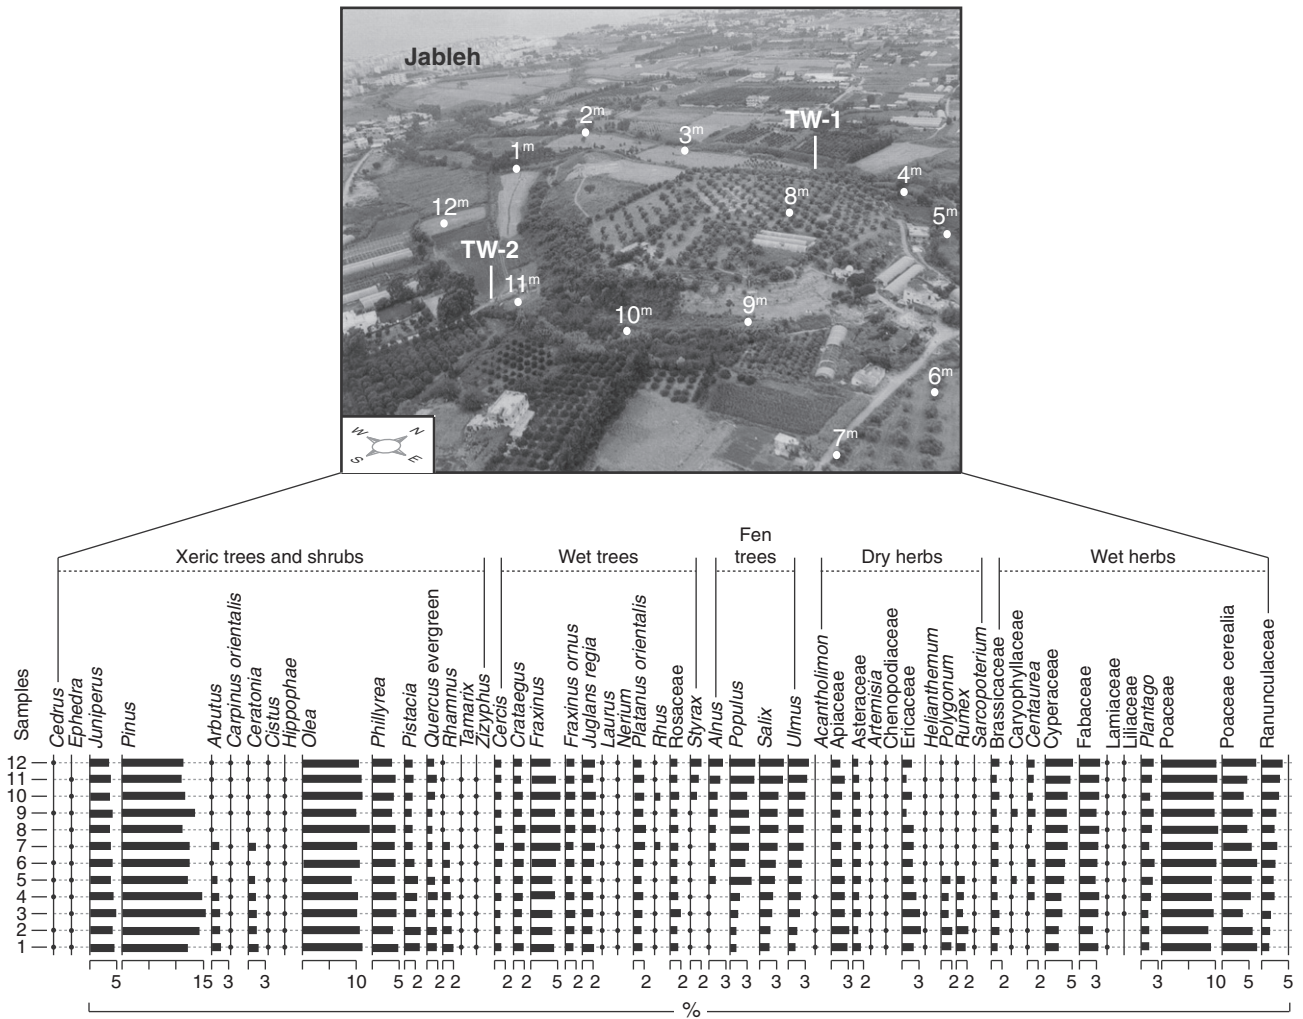 Jableh
2m
3m
TW-1
1m
4m
8m
12m
5m
TW-2
11m
10m
9m
6m
7m
W N
S E
Fen
Xeric trees and shrubs Wet trees trees Dry herbs Wet herbs
Samples
Cedrus
Ephedra
Juniperus
Pinus
Arbutus
Carpinus orientalis
Ceratonia
Cistus
Hippophae
Olea
Phillyrea
Pistacia
Quercus evergreen
Rhamnus
Tamarix
Zizyphus
Cercis
Crataegus
Fraxinus
Fraxinus ornus
Juglans regia
Laurus
Nerium
Platanus orientalis
Rhus
Rosaceae
Styrax
Alnus
Populus
Salix
Ulmus
Acantholimon
Apiaceae
Asteraceae
Artemisia
Chenopodiaceae
Ericaceae
Helianthemum
Polygonum
Rumex
Sarcopoterium
Brassicaceae
Caryophyllaceae
Centaurea
Cyperaceae
Fabaceae
Lamiaceae
Liliaceae
Plantago
Poaceae
Poaceae cerealia
Ranunculaceae
12
11
10
9
8
7
6
5
4
3
2
1
5 15 3 3 10 5 2 2 2 2 2 5 2 2 2 2 2 3 3 3 3 3 2 3 2 2 2 2 5 3 3 10 5 5
%